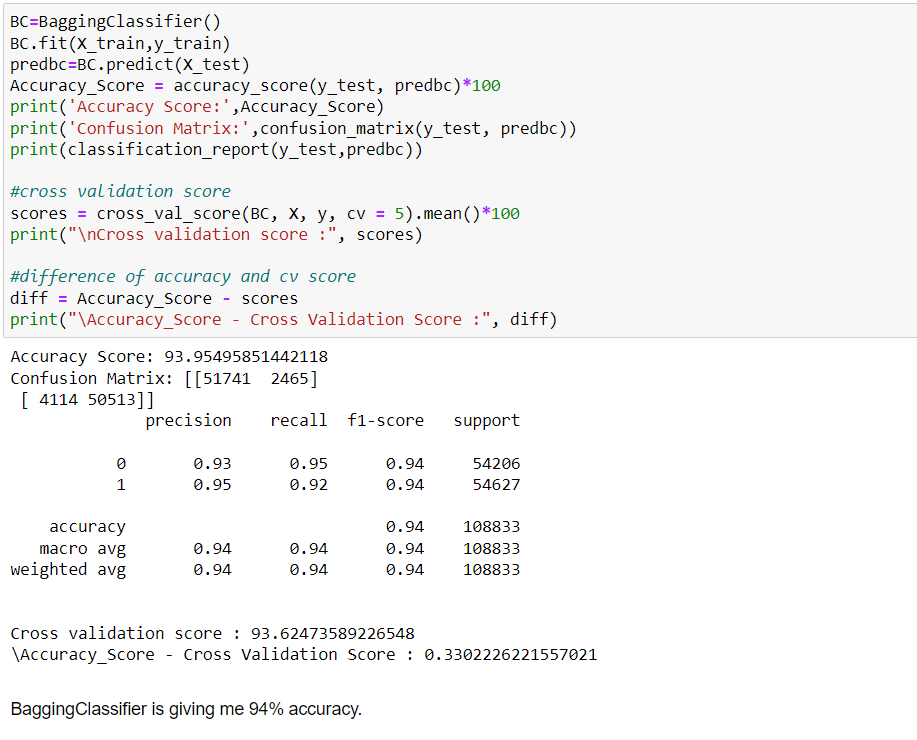 BC=BaggingClassifier()
BC.fit(X_train,y_train)
predbc=BC.predict(X_test)
Accuracy_Score = accuracy_score(y_test, predbc)*100
print('Accuracy Score:',Accuracy_Score)
print('Confusion Matrix:',confusion_matrix(y_test, predbc))
print(classification_report(y_test,predbc))
#cross validation score
scores = cross_val_score(BC, X, y, cv = 5).mean()*100
print("\nCross validation score :", scores)
#difference of accuracy and cv score
diff = Accuracy_Score - scores
print("\Accuracy_Score - Cross Validation Score :", diff)
Accuracy Score: 93.95495851442118
Confusion Matrix: [[51741  2465]
 [ 4114 50513]]
              precision    recall  f1-score   support
           0       0.93      0.95      0.94     54206
           1       0.95      0.92      0.94     54627
    accuracy                           0.94    108833
   macro avg       0.94      0.94      0.94    108833
weighted avg       0.94      0.94      0.94    108833
Cross validation score : 93.62473589226548
\Accuracy_Score - Cross Validation Score : 0.3302226221557021
BaggingClassifier is giving me 94% accuracy.